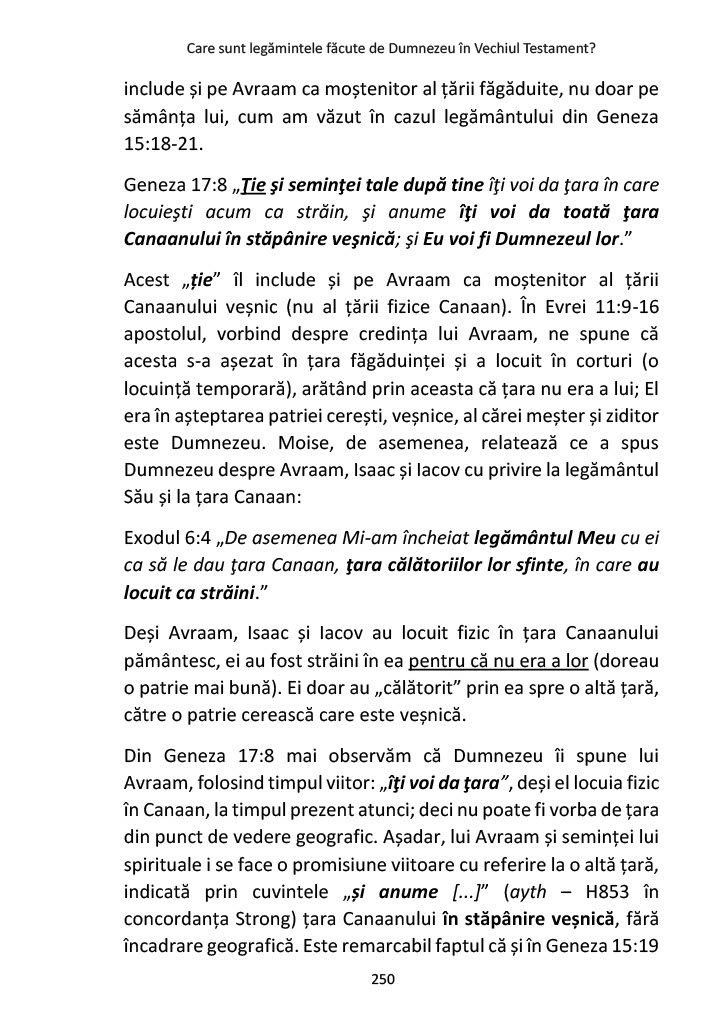 Care sunt legămintele făcute de Dumnezeu în Vechiul Testament?
include și pe Avraam ca moștenitor al țării făgăduite, nu doar pe
sămânța lui, cum am văzut în cazul legământului din Geneza
15:18-21.
Geneza 17:8 „Ţie şi seminţei tale după tine îţi voi da ţara în care
locuieşti acum ca străin, şi anume îţi voi da toată ţara
Canaanului în stăpânire veşnică; şi Eu voi fi Dumnezeul lor.”
Acest „ție” îl include și pe Avraam ca moștenitor al țării
Canaanului veșnic (nu al țării fizice Canaan). În Evrei 11:9-16
apostolul, vorbind despre credința lui Avraam, ne spune că
acesta s-a așezat în țara făgăduinței și a locuit în corturi (o
locuință temporară), arătând prin aceasta că țara nu era a lui; El
era în așteptarea patriei cerești, veșnice, al cărei meșter și ziditor
este Dumnezeu. Moise, de asemenea, relatează ce a spus
Dumnezeu despre Avraam, Isaac și Iacov cu privire la legământul
Său și la țara Canaan:
Exodul 6:4 „De asemenea Mi-am încheiat legământul Meu cu ei
ca să le dau ţara Canaan, ţara călătoriilor lor sfinte, în care au
locuit ca străini.”
Deși Avraam, Isaac și Iacov au locuit fizic în țara Canaanului
pământesc, ei au fost străini în ea pentru că nu era a lor (doreau
o patrie mai bună). Ei doar au „călătorit” prin ea spre o altă țară,
către o patrie cerească care este veșnică.
Din Geneza 17:8 mai observăm că Dumnezeu îi spune lui
Avraam, folosind timpul viitor: „îţi voi da ţara”, deși el locuia fizic
în Canaan, la timpul prezent atunci; deci nu poate fi vorba de țara
din punct de vedere geografic. Așadar, lui Avraam și seminței lui
spirituale i se face o promisiune viitoare cu referire la o altă țară,
indicată prin cuvintele „și anume [...]” (ayth – H853 în
concordanța Strong) țara Canaanului în stăpânire veșnică, fără
încadrare geografică. Este remarcabil faptul că și în Geneza 15:19
250